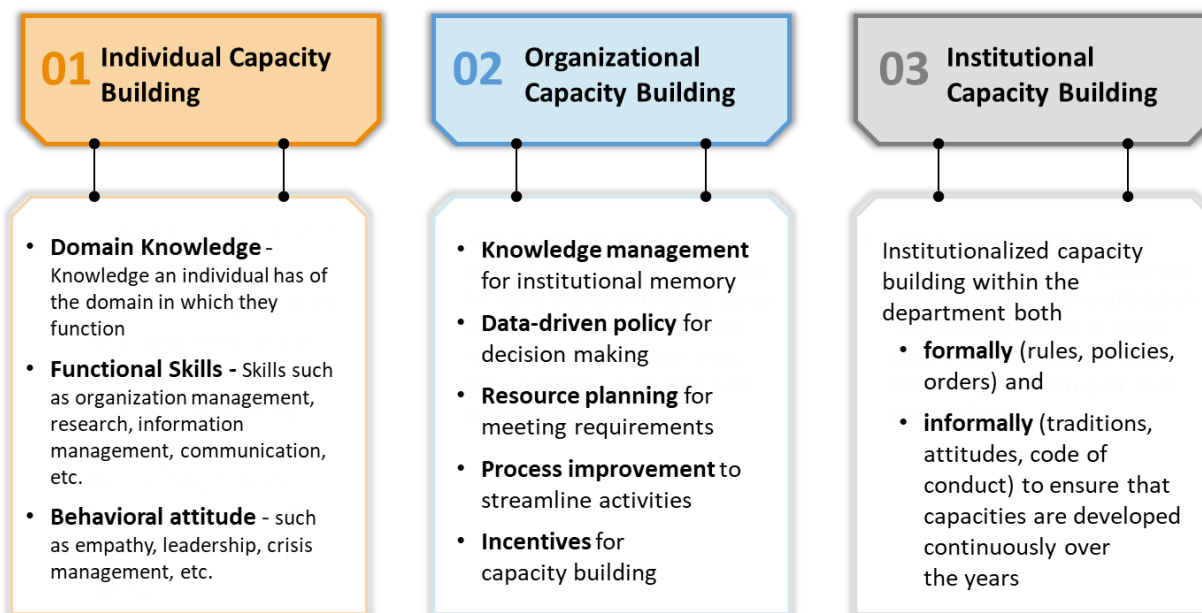 01
Individual Capacity
Building
• Domain Knowledge -
Knowledge an individual has of
the domain in which they
function
• Functional Skills - Skills such
as organization management,
research, information
management, communication,
etc.
• Behavioral attitude - such
as empathy, leadership, crisis
management, etc.
02
Organizational
Capacity Building
• Knowledge management
for institutional memory
• Data-driven policy for
decision making
• Resource planning for
meeting requirements
• Process improvement to
streamline activities
• Incentives for
capacity building
03
Institutional
Capacity Building
Institutionalized capacity
building within the
department both
• formally (rules, policies,
orders) and
• informally (traditions,
attitudes, code of
conduct) to ensure that
capacities are developed
continuously over
the years